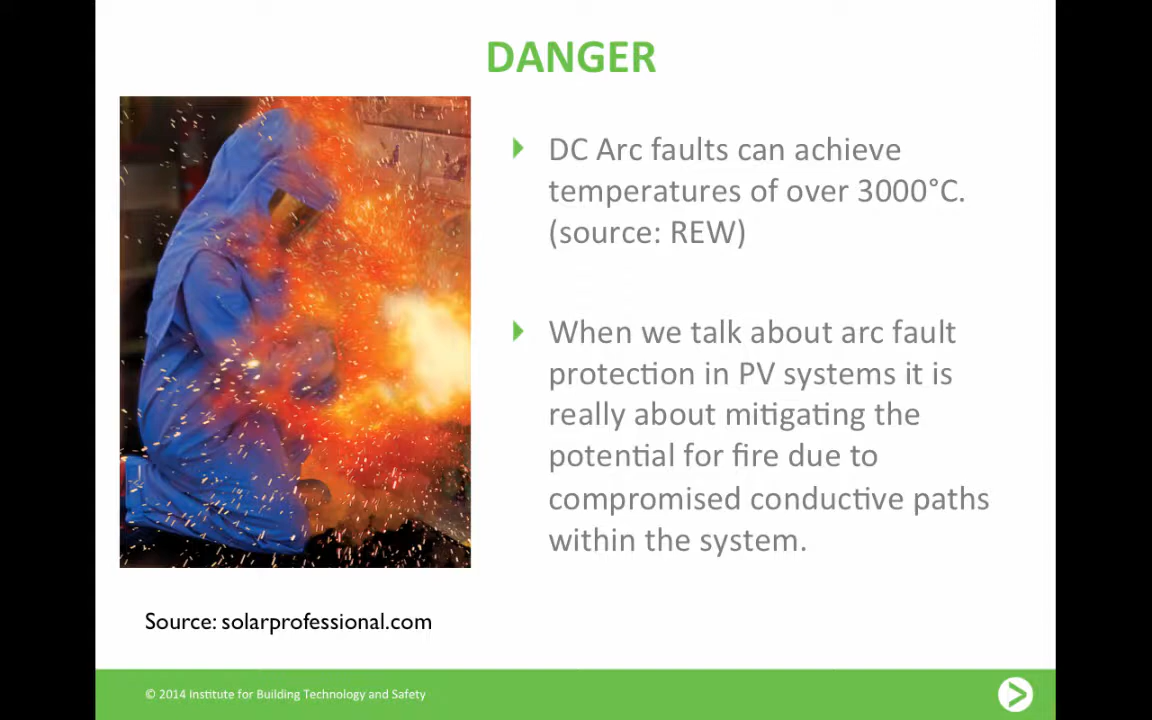 DANGER
DC Arc faults can achieve
temperatures of over 3000°C.
(source: REW)
When we talk about arc fault
protection in PV systems it is
really about mitigating the
potential for fire due to
compromised conductive paths
within the system.
Source: solarprofessional.com
© 2014 Institute for Building Technology and Safety